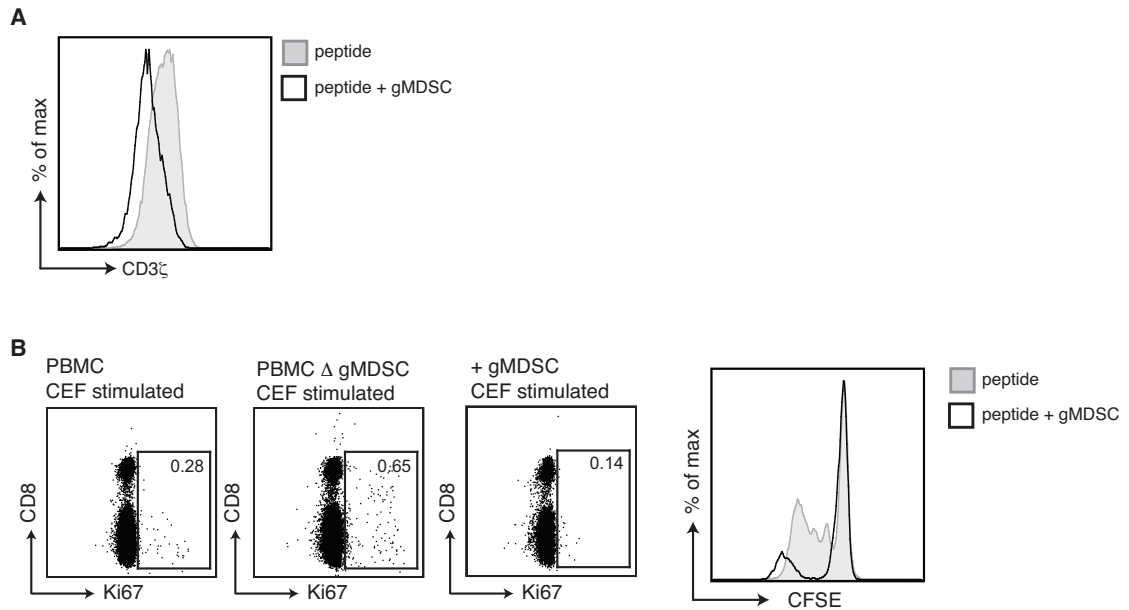 A
% of max
CD3ζ
peptide
peptide + gMDSC
B
PBMC
CEF stimulated
0.28
CD8
Ki67
PBMC Δ gMDSC
CEF stimulated
0.65
CD8
Ki67
+ gMDSC
CEF stimulated
0.14
CD8
Ki67
% of max
CFSE
peptide
peptide + gMDSC